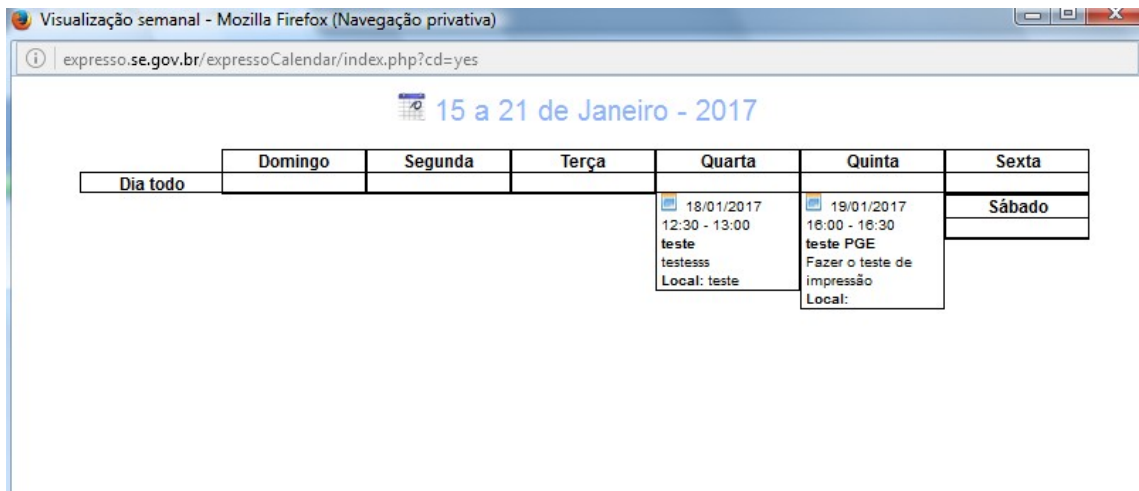 Visualização semanal - Mozilla Firefox (Navegação privativa)
expresso.se.gov.br/expressoCalendar/index.php?cd=yes
15 a 21 de Janeiro - 2017
Domingo Segunda Terça Quarta Quinta Sexta
Dia todo
18/01/2017
12:30 - 13:00
teste
testesss
Local: teste
19/01/2017
16:00 - 16:30
teste PGE
Fazer o teste de
impressão
Local:
Sábado